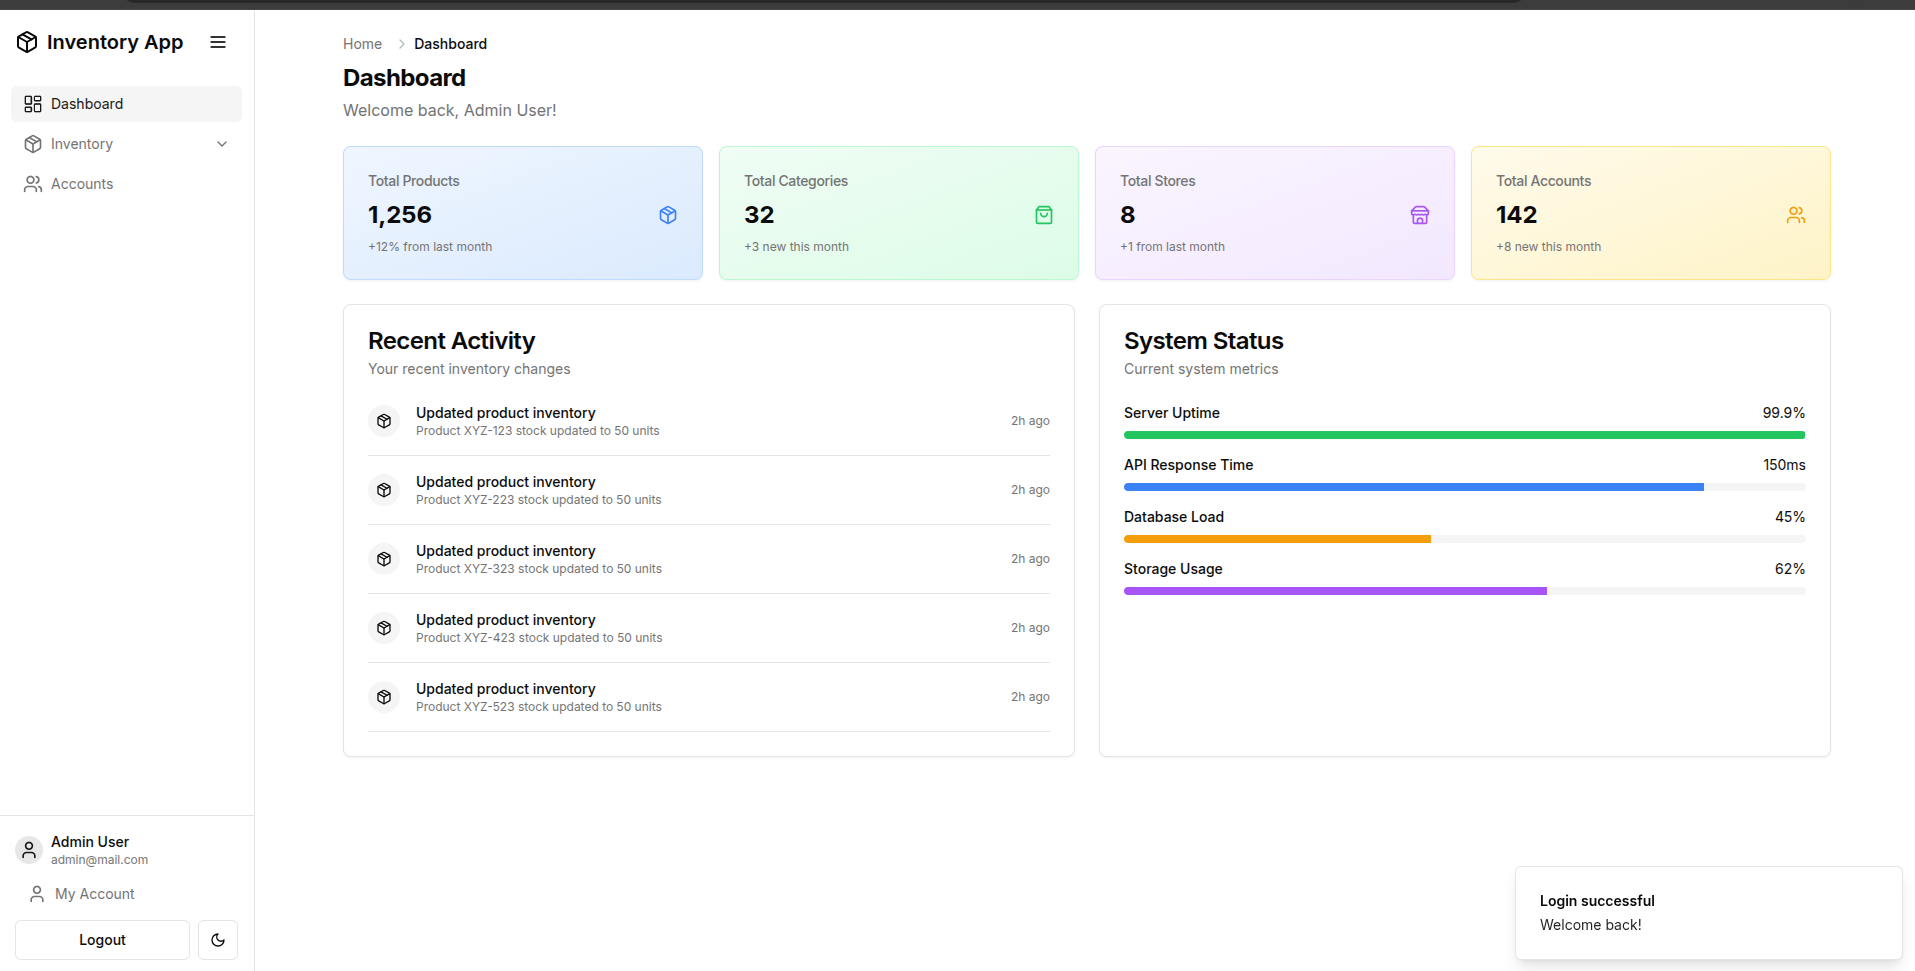 Inventory App
Dashboard
Inventory
Accounts
Admin User
admin@mail.com
My Account
Logout
Home Dashboard
Dashboard
Welcome back, Admin User!
Total Products
1,256
+12% from last month
Total Categories
32
+3 new this month
Total Stores
8
+1 from last month
Total Accounts
142
+8 new this month
Recent Activity
Your recent inventory changes
Updated product inventory
Product XYZ-123 stock updated to 50 units
2h ago
Updated product inventory
Product XYZ-223 stock updated to 50 units
2h ago
Updated product inventory
Product XYZ-323 stock updated to 50 units
2h ago
Updated product inventory
Product XYZ-423 stock updated to 50 units
2h ago
Updated product inventory
Product XYZ-523 stock updated to 50 units
2h ago
System Status
Current system metrics
Server Uptime 99.9%
API Response Time 150ms
Database Load 45%
Storage Usage 62%
Login successful
Welcome back!